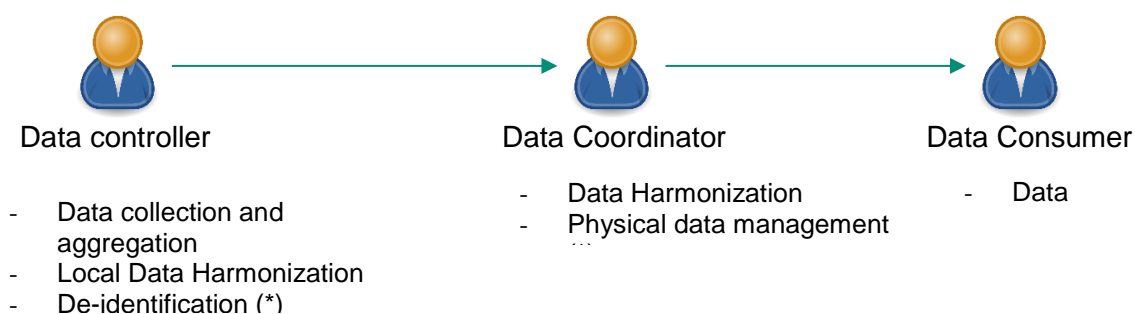 Data controller
Data Coordinator
Data Consumer
- Data collection and
aggregation
- Local Data Harmonization
- De-identification (*)
- Data Harmonization
- Physical data management
- Data